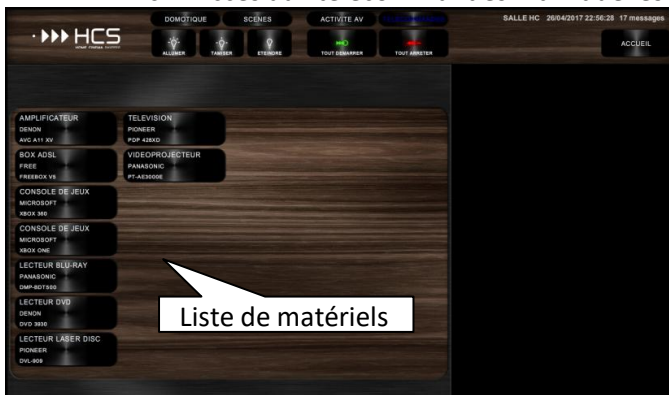 DOMOTIQUE
SCENES
ACTIVITE AV
SALLE HC 26/04/2017 22:56:28 17 messages
HCS
ALLUMER
TAMISER
ETEINDRE
TOUT DEMARRER
TOUT ARRETER
ACCUEIL
AMPLIFICATEUR
DENON
AVC A11 XV
TELEVISION
PIONEER
PDP 428XD
BOX ADSL
FREE
FREEBOX V6
VIDEOPROJECTEUR
PANASONIC
PT-AE3000E
CONSOLE DE JEUX
MICROSOFT
XBOX 360
CONSOLE DE JEUX
MICROSOFT
XBOX ONE
LECTEUR BLU-RAY
PANASONIC
DMP-BDT500
LECTEUR DVD
DENON
DVD 3930
LECTEUR LASER DISC
PIONEER
DVL-909
Liste de matériels